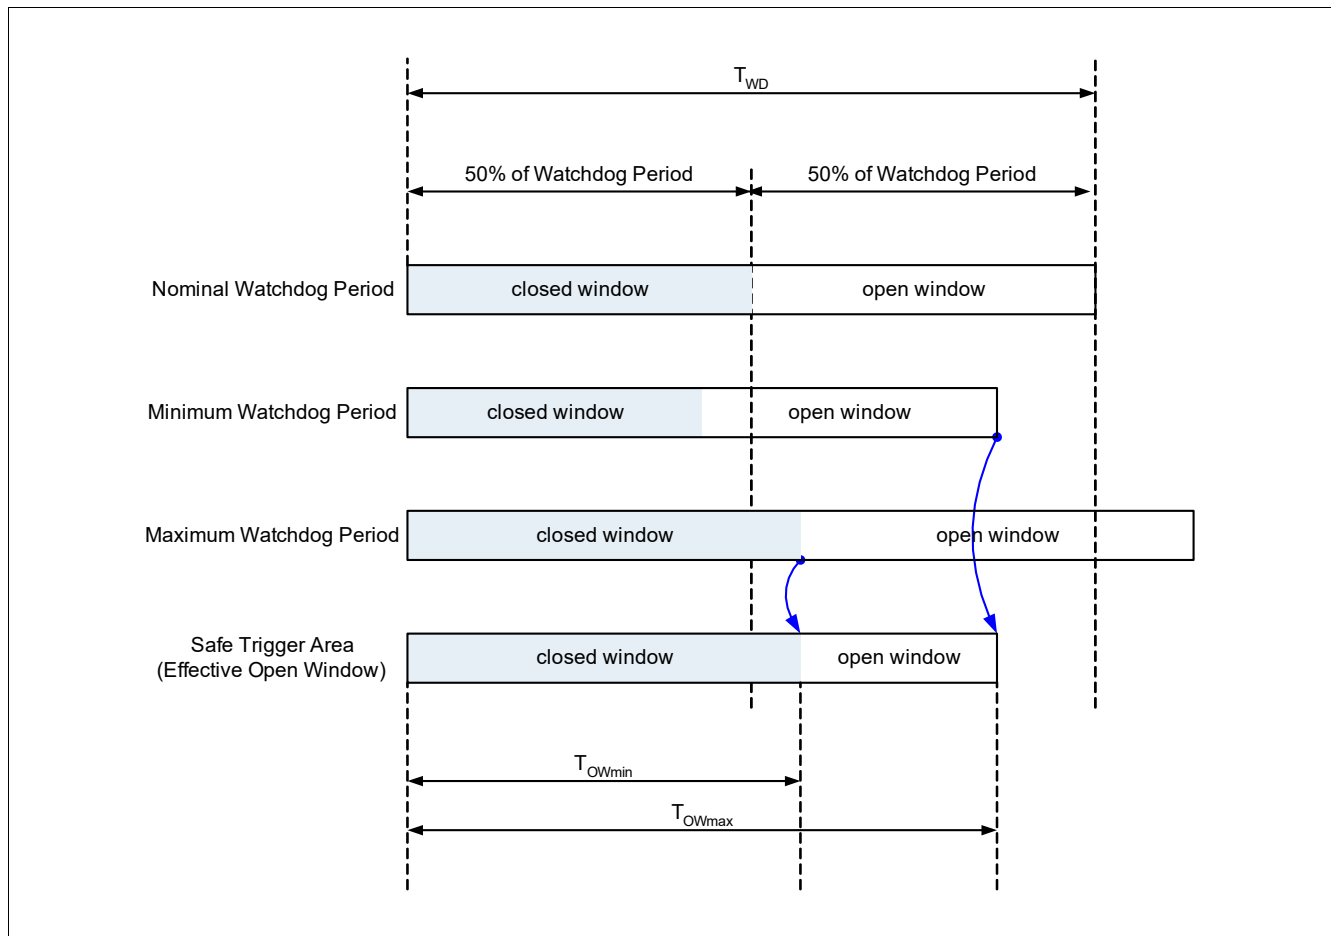 TWD
50% of Watchdog Period
50% of Watchdog Period
Nominal Watchdog Period
closed window
open window
Minimum Watchdog Period
closed window
open window
Maximum Watchdog Period
closed window
open window
Safe Trigger Area
(Effective Open Window)
closed window
open window
TOWmin
TOWmax